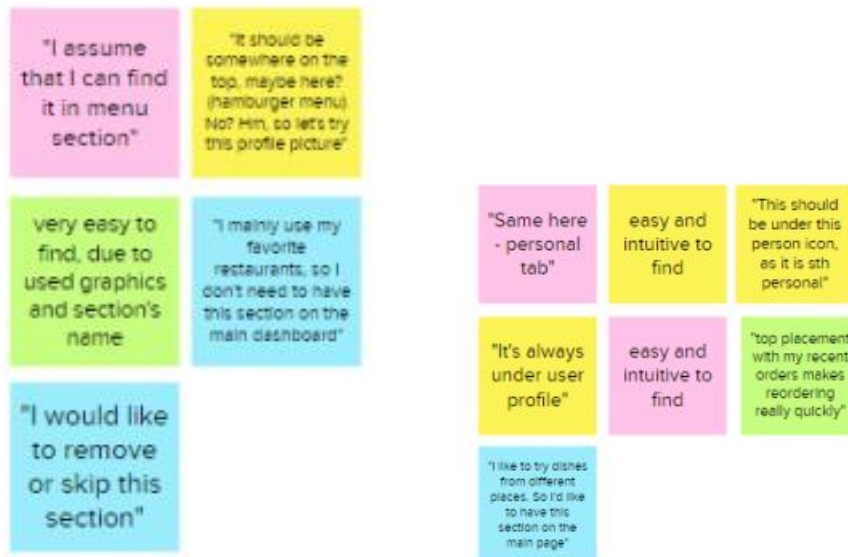 "I assume
that I can find
it in menu
section"
"It should be
somewhere on the
top, maybe here?
(hamburger menu)
No? Hm, so let's try
this profile picture"
very easy to
find, due to
used graphics
and section's
name
"I mainly use my
favorite
restaurants, so I
don't need to have
this section on the
main dashboard"
"I would like
to remove
or skip this
section"
"Same here
- personal
tab"
easy and
intuitive to
find
"This should
be under this
person icon,
as it is sth
personal"
"It's always
under user
profile"
easy and
intuitive to
find
"top placement
with my recent
orders makes
reordering
really quickly"
"I like to try dishes
from different
places. So I'd like
to have this
section on the
main page"